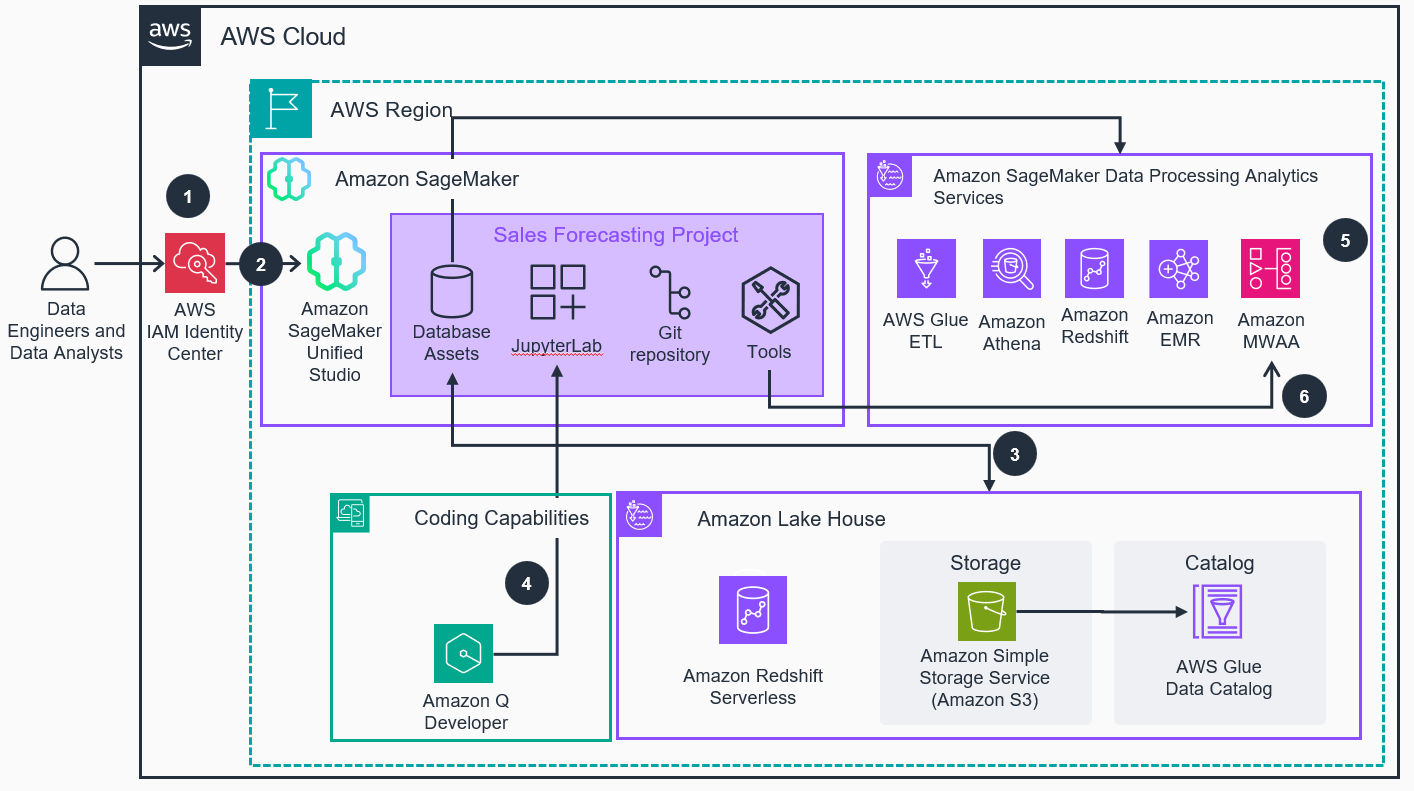 aws
AWS Cloud
AWS Region
1
2
Data
Engineers and
Data Analysts
AWS
IAM Identity
Center
Amazon SageMaker
Amazon
SageMaker
Unified
Studio
Sales Forecasting Project
Database
Assets
JupyterLab
Git
repository
Tools
Amazon SageMaker Data Processing Analytics
Services
5
AWS Glue
ETL
Amazon
Athena
Amazon
Redshift
Amazon
EMR
Amazon
MWAA
6
3
Coding Capabilities
4
Amazon Q
Developer
Amazon Lake House
Amazon Redshift
Serverless
Storage
Amazon Simple
Storage Service
(Amazon S3)
Catalog
AWS Glue
Data Catalog